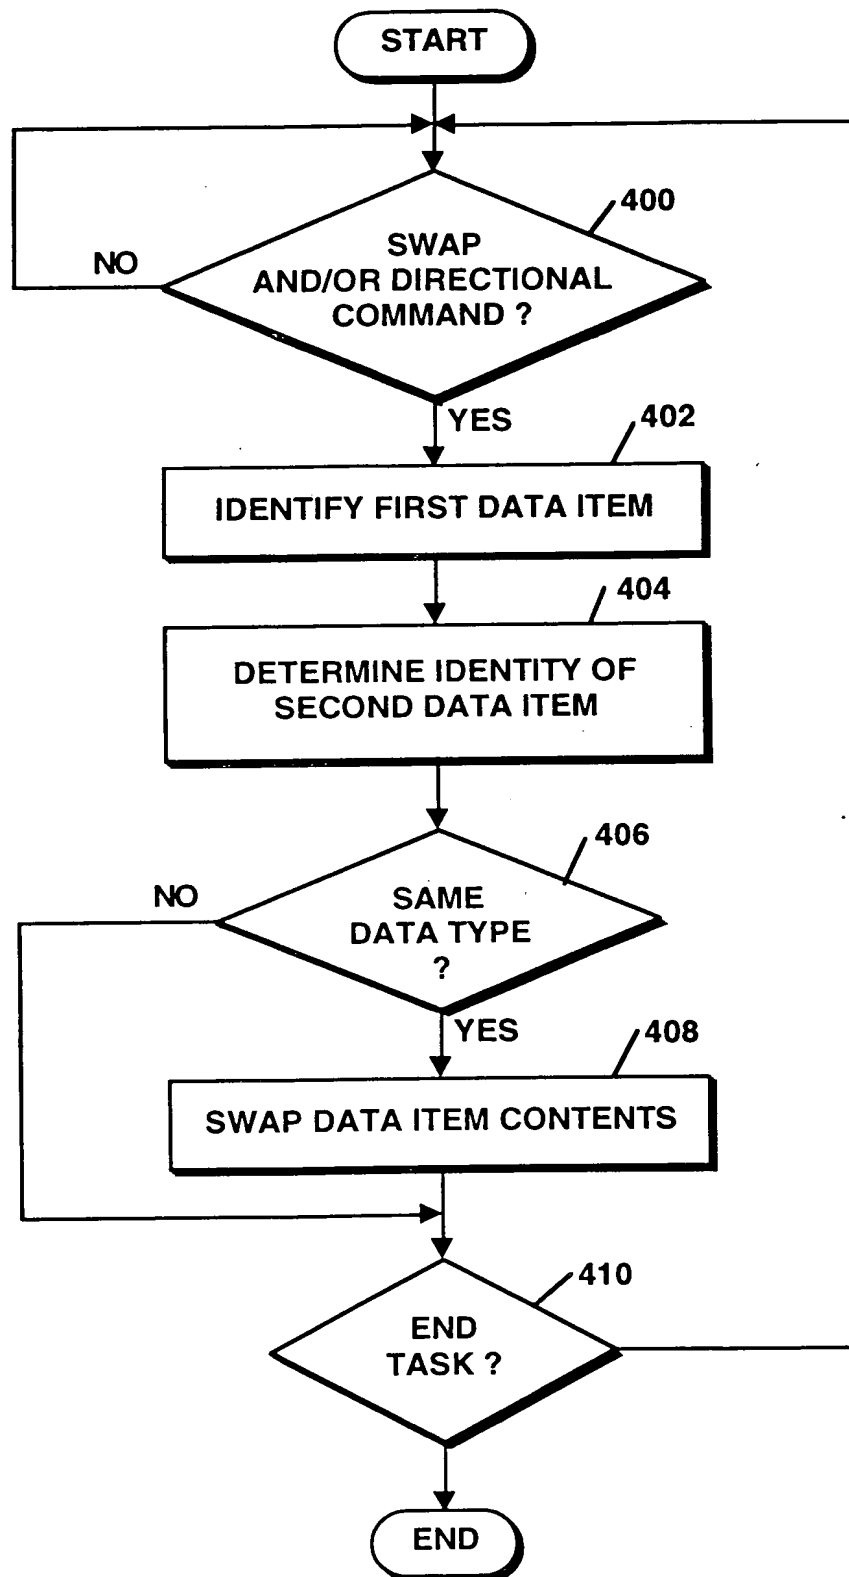 START
400
SWAP
AND/OR DIRECTIONAL
COMMAND ?
NO
YES
402
IDENTIFY FIRST DATA ITEM
404
DETERMINE IDENTITY OF
SECOND DATA ITEM
406
NO
SAME
DATA TYPE
?
YES
408
SWAP DATA ITEM CONTENTS
410
END
TASK ?
END